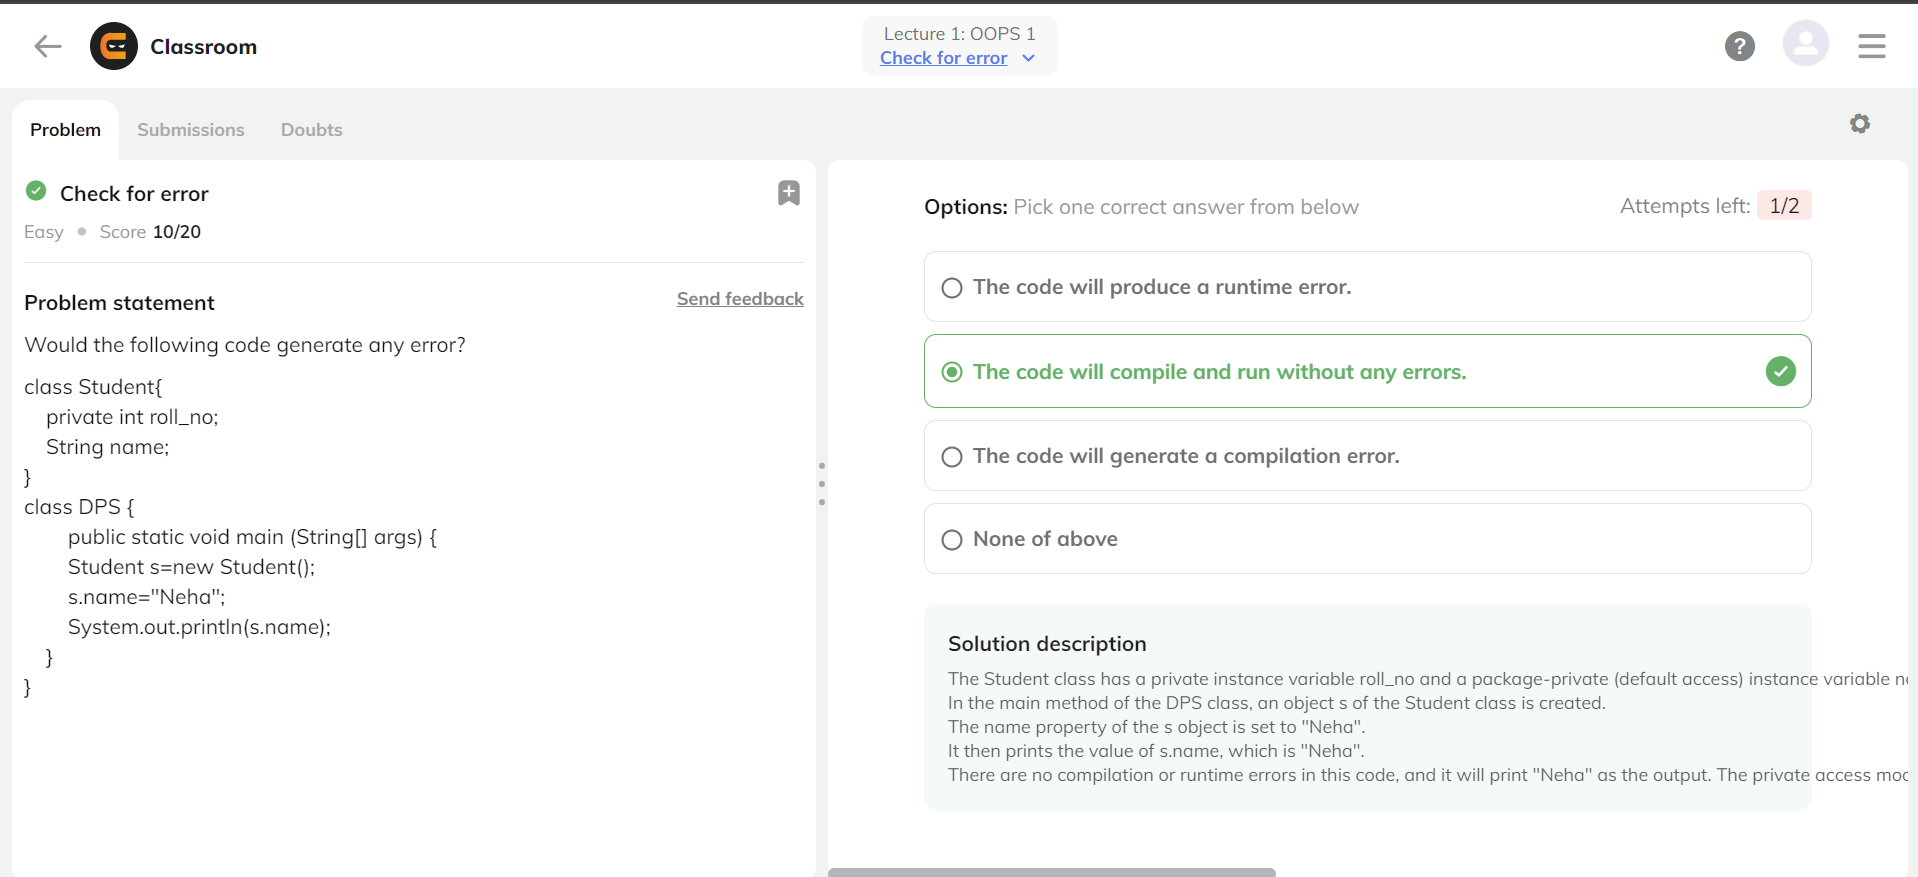 Classroom
Lecture 1: OOPS 1
Check for error
?
Problem
Submissions
Doubts
Check for error
Easy • Score 10/20
Problem statement
Send feedback
Would the following code generate any error?
class Student{
private int roll_no;
String name;
}
class DPS {
public static void main (String[] args) {
Student s=new Student();
s.name="Neha";
System.out.println(s.name);
}
}
Options: Pick one correct answer from below
Attempts left: 1/2
The code will produce a runtime error.
The code will compile and run without any errors.
The code will generate a compilation error.
None of above
Solution description
The Student class has a private instance variable roll_no and a package-private (default access) instance variable
In the main method of the DPS class, an object s of the Student class is created.
The name property of the s object is set to "Neha".
It then prints the value of s.name, which is "Neha".
There are no compilation or runtime errors in this code, and it will print "Neha" as the output. The private access